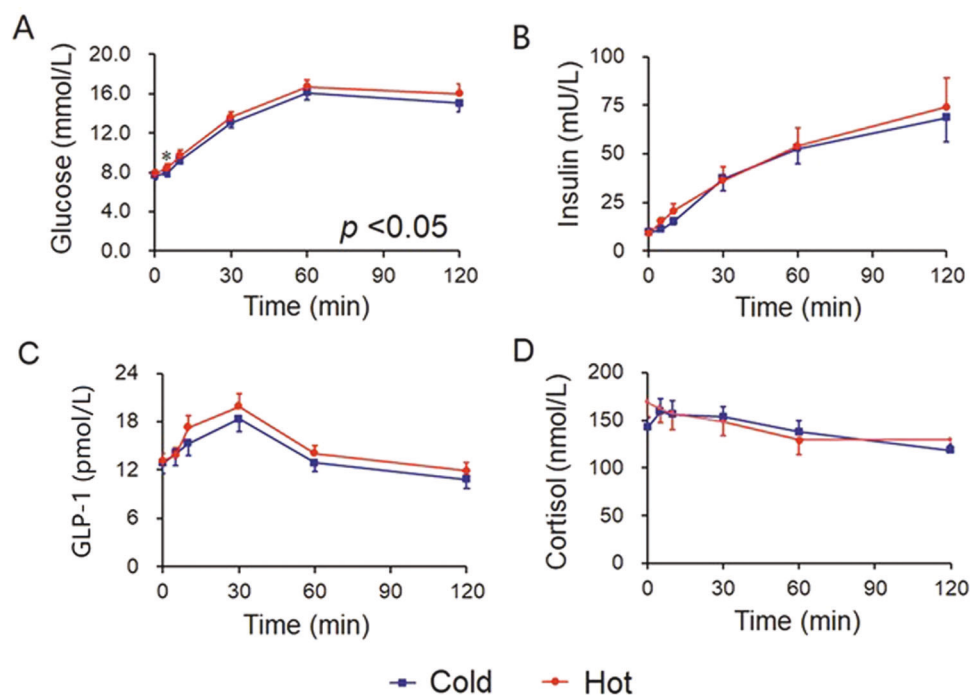 A
Glucose (mmol/L)
20.0
16.0
12.0
8.0
4.0
0.0
*
p <0.05
0 30 60 90 120
Time (min)
B
Insulin (mU/L)
100
75
50
25
0
0 30 60 90 120
Time (min)
C
GLP-1 (pmol/L)
24
18
12
6
0
0 30 60 90 120
Time (min)
D
Cortisol (nmol/L)
200
150
100
50
0
0 30 60 90 120
Time (min)
Cold Hot